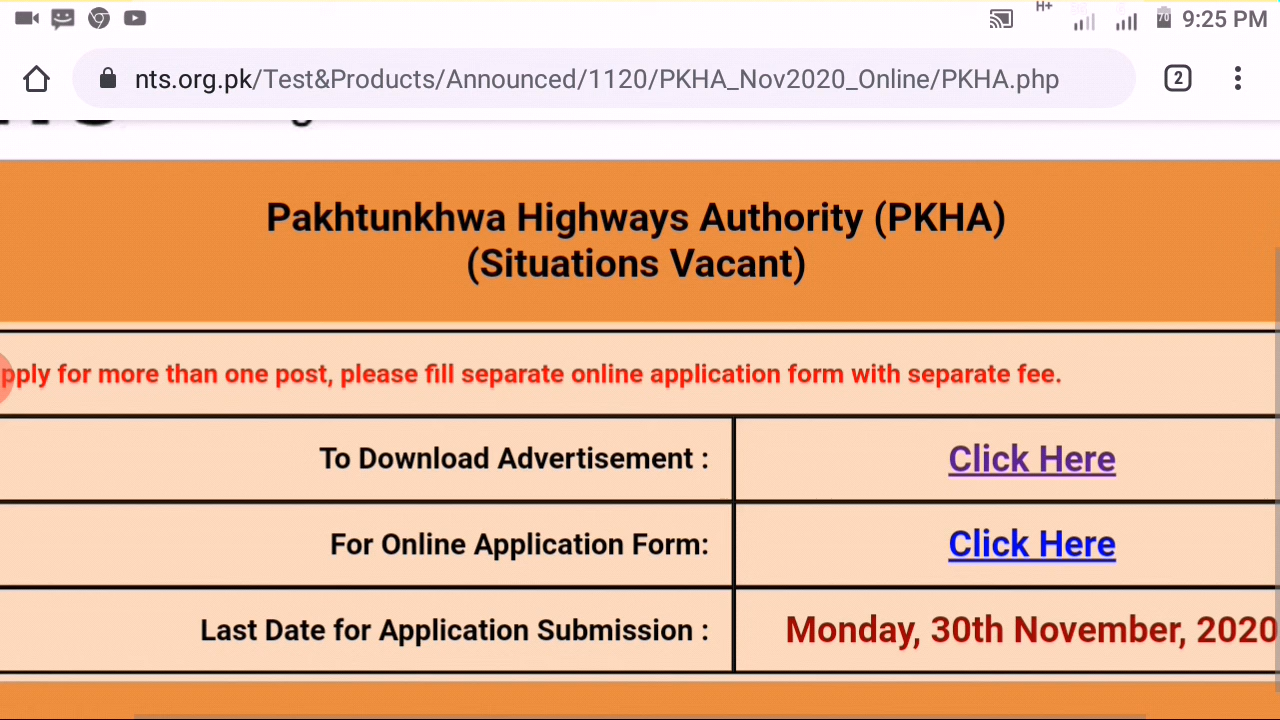 H+
70
9:25 PM
nts.org.pk/Test&Products/Announced/1120/PKHA_Nov2020_Online/PKHA.php
2
Pakhtunkhwa Highways Authority (PKHA)
(Situations Vacant)
pply for more than one post, please fill separate online application form with separate fee.
To Download Advertisement :
Click Here
For Online Application Form:
Click Here
Last Date for Application Submission :
Monday, 30th November, 2020